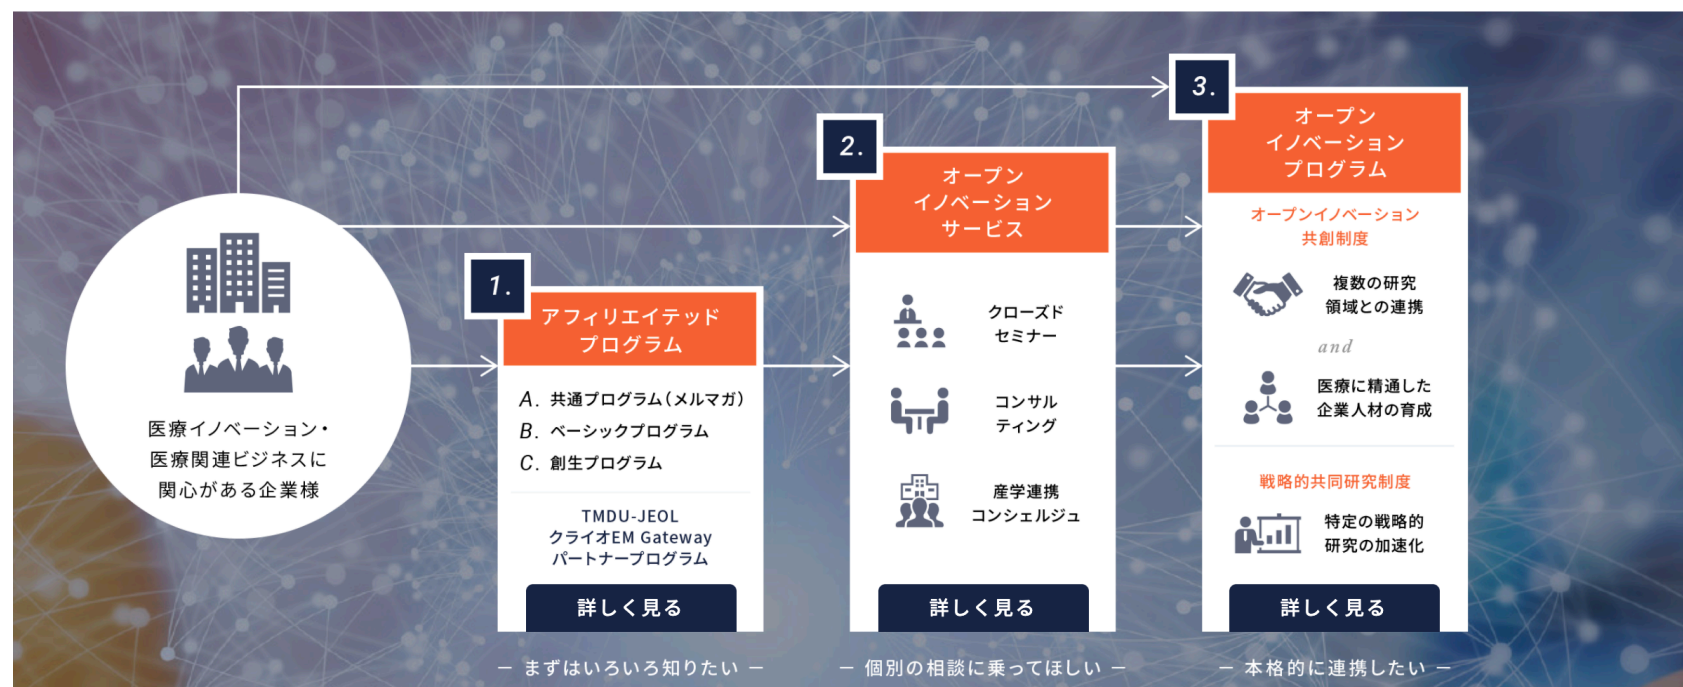 医療イノベーション・
医療関連ビジネスに
関心がある企業様
1.
アフィリエイテッド
プログラム
A. 共通プログラム(メルマガ)
B. ベーシックプログラム
C. 創生プログラム
TMDU-JEOL
クライオEM Gateway
パートナープログラム
詳しく見る
— まずはいろいろ知りたい —
2.
オープン
イノベーション
サービス
クローズド
セミナー
コンサル
ティング
産学連携
コンシェルジュ
詳しく見る
— 個別の相談に乗ってほしい —
3.
オープン
イノベーション
プログラム
オープンイノベーション
共創制度
複数の研究
領域との連携
and
医療に精通した
企業人材の育成
戦略的共同研究制度
特定の戦略的
研究の加速化
詳しく見る
— 本格的に連携したい —